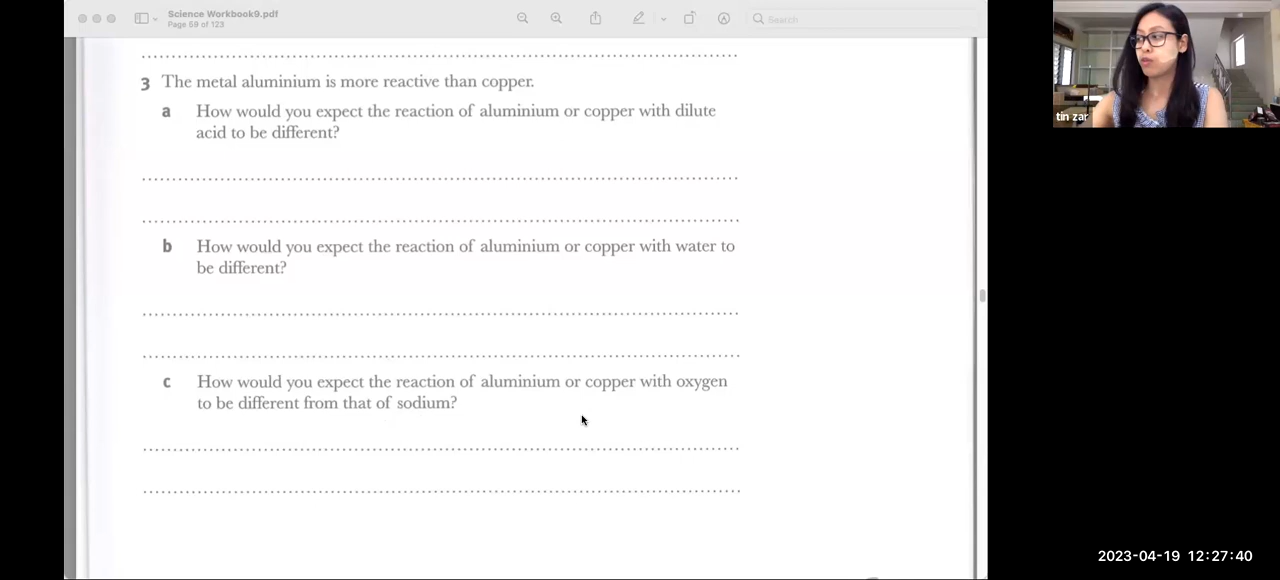 Science Workbook9.pdf
Page 59 of 123
Search
tin zar
3 The metal aluminium is more reactive than copper.
a How would you expect the reaction of aluminium or copper with dilute
acid to be different?
b How would you expect the reaction of aluminium or copper with water to
be different?
c How would you expect the reaction of aluminium or copper with oxygen
to be different from that of sodium?
2023-04-19 12:27:40